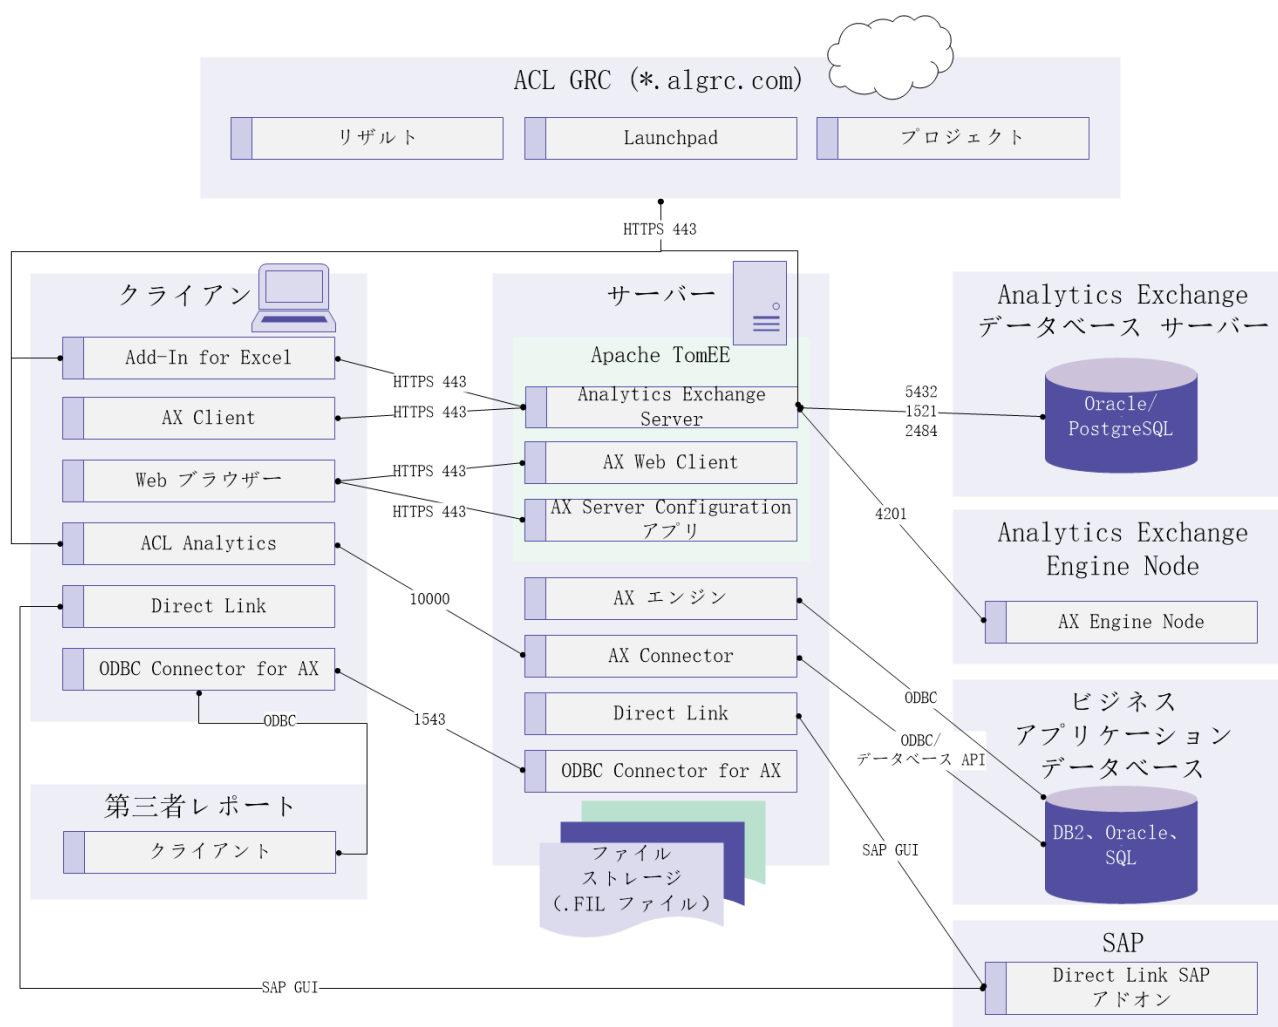 ACL GRC (*.algrc.com)
リザルト
Launchpad
プロジェクト
HTTPS 443
クライアン
Add-In for Excel
AX Client
Web ブラウザー
ACL Analytics
Direct Link
ODBC Connector for AX
HTTPS 443
HTTPS 443
HTTPS 443
HTTPS 443
10000
1543
ODBC
第三者レポート
クライアント
サーバー
Apache TomEE
Analytics Exchange
Server
AX Web Client
AX Server Configuration
アプリ
AX エンジン
AX Connector
Direct Link
ODBC Connector for AX
ファイル
ストレージ
(.FIL ファイル)
5432
1521
2484
4201
ODBC
ODBC/
データベース API
SAP GUI
SAP GUI
Analytics Exchange
データベース サーバー
Oracle/
PostgreSQL
Analytics Exchange
Engine Node
AX Engine Node
ビジネス
アプリケーション
データベース
DB2、Oracle、
SQL
SAP
Direct Link SAP
アドオン